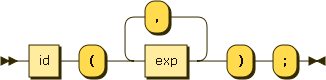 ,
id ( exp ) ;